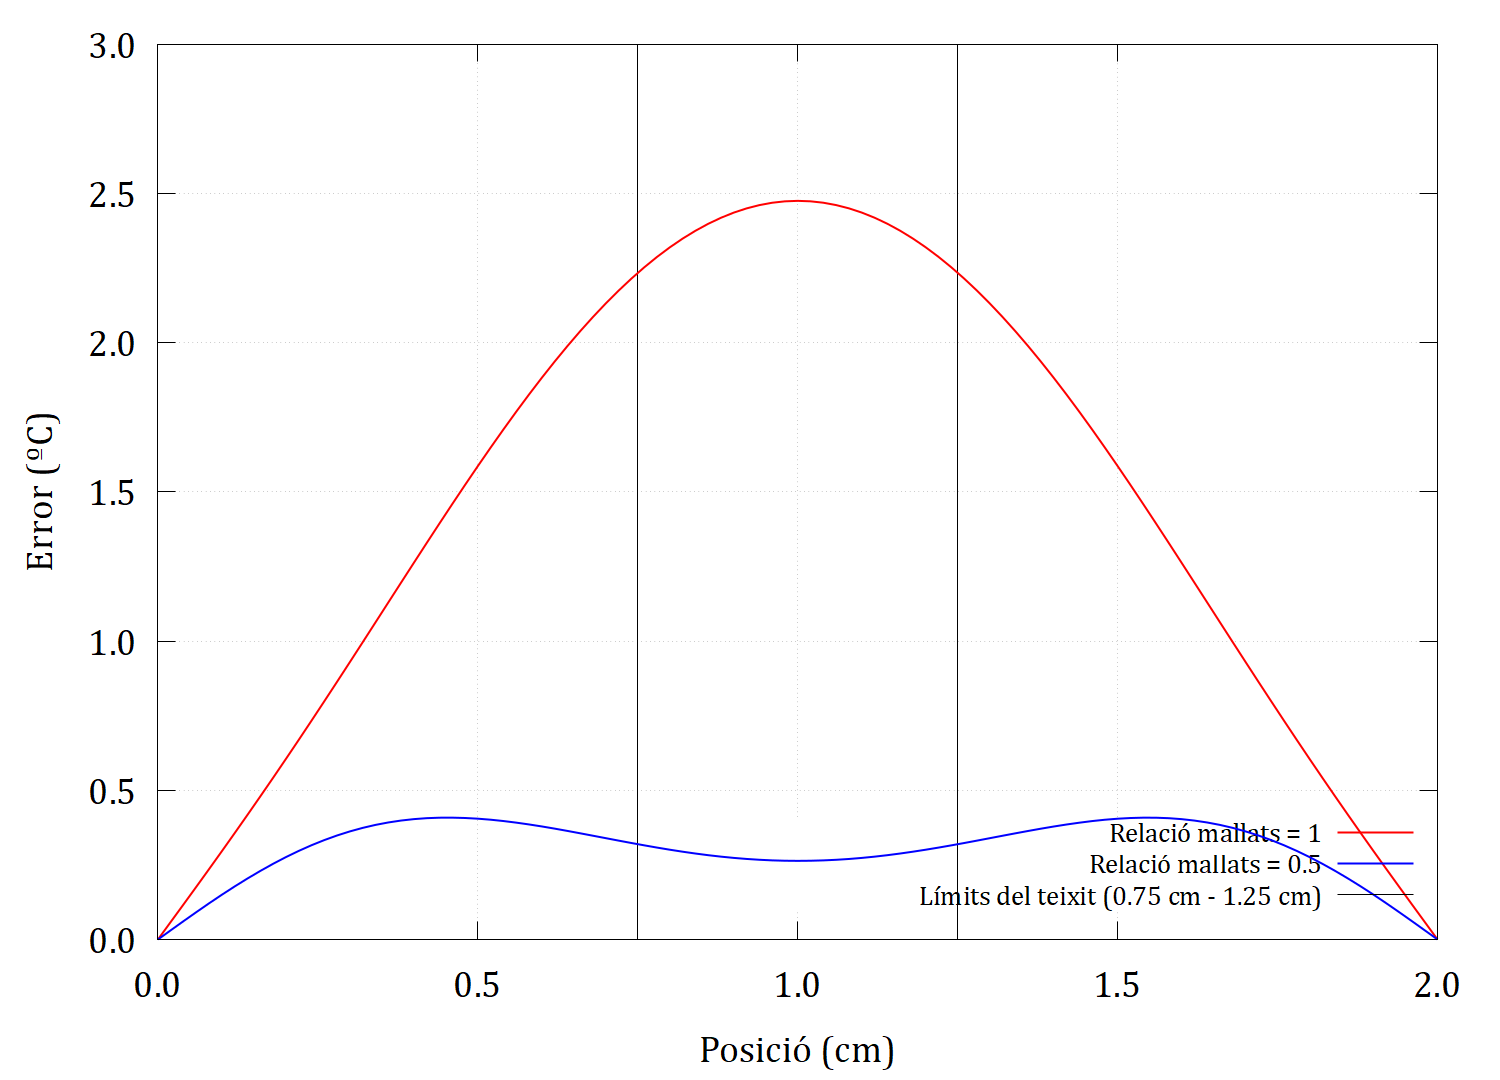 3.0
2.5
2.0
1.5
1.0
0.5
0.0
Error (ºC)
Relació mallats = 1
Relació mallats = 0.5
Límits del teixit (0.75 cm - 1.25 cm)
0.0 0.5 1.0 1.5 2.0
Posició (cm)